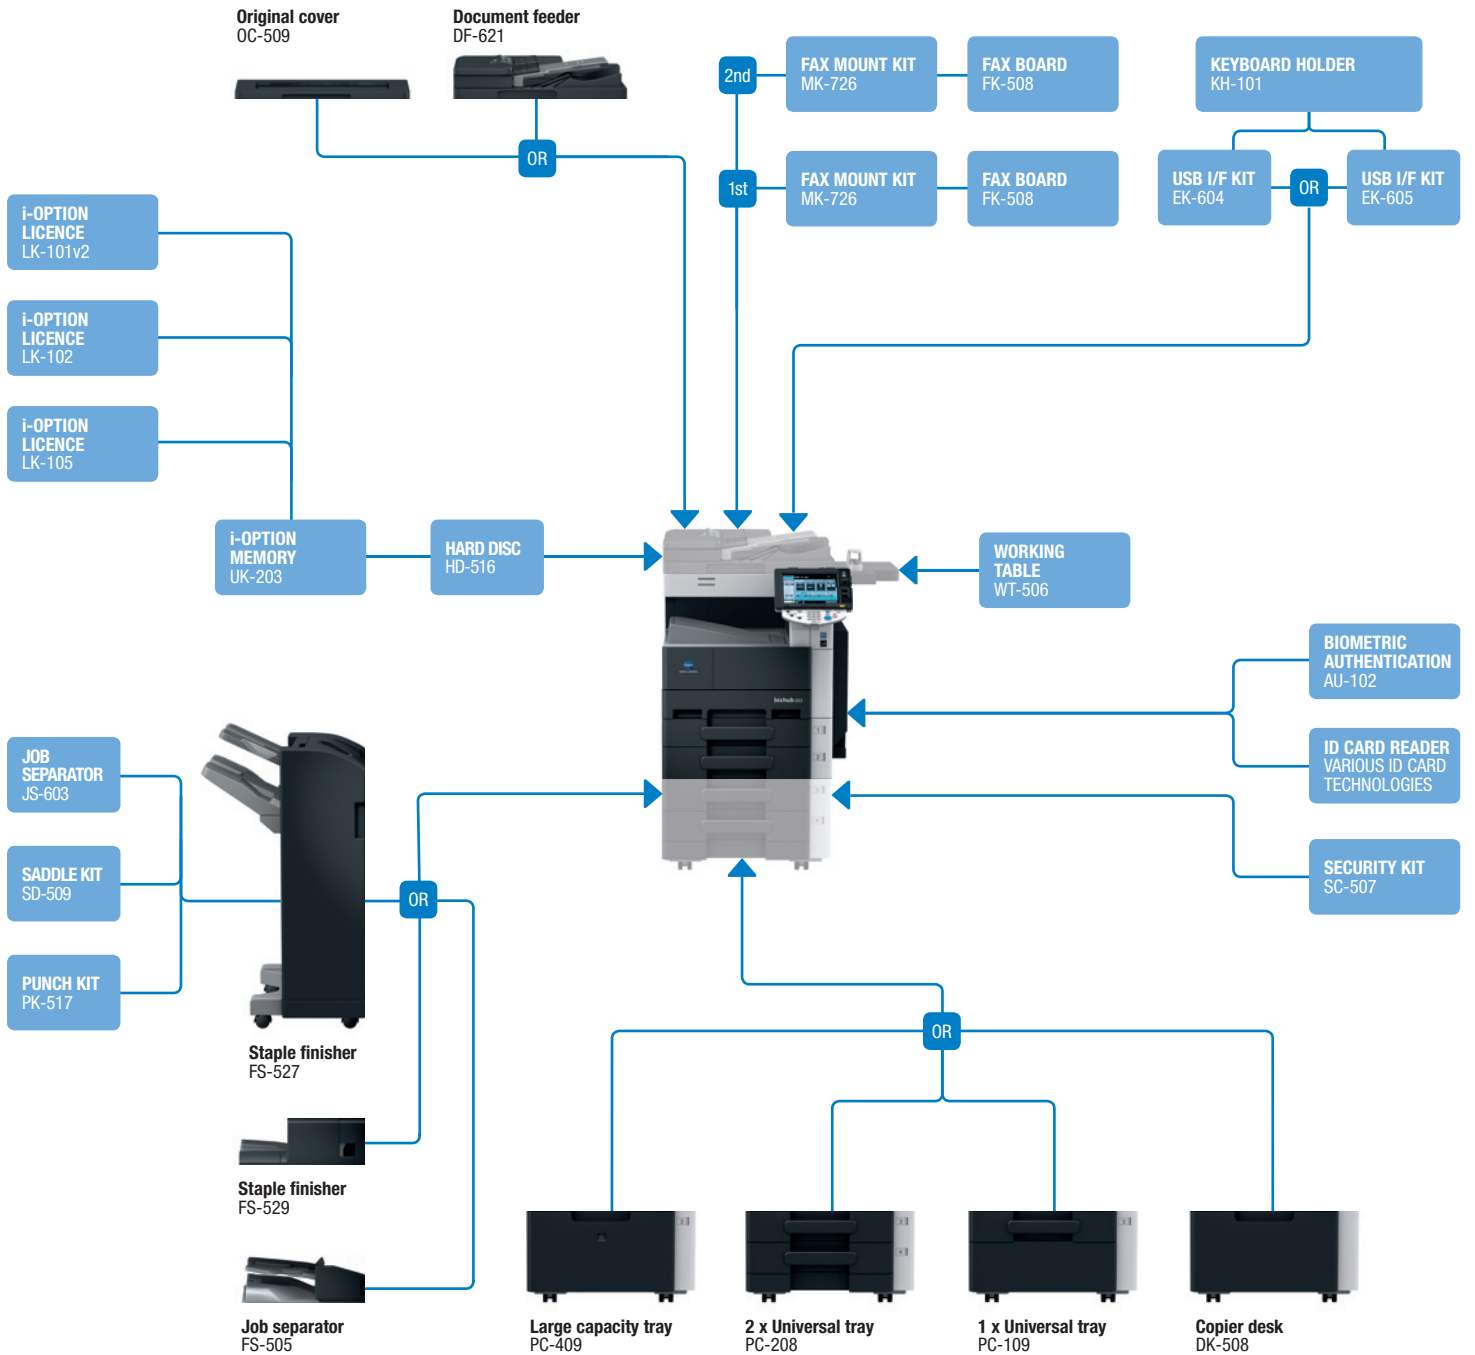 Original cover
OC-509
Document feeder
DF-621
OR
2nd
FAX MOUNT KIT
MK-726
FAX BOARD
FK-508
1st
FAX MOUNT KIT
MK-726
FAX BOARD
FK-508
KEYBOARD HOLDER
KH-101
USB I/F KIT
EK-604
OR
USB I/F KIT
EK-605
i-OPTION
LICENCE
LK-101v2
i-OPTION
LICENCE
LK-102
i-OPTION
LICENCE
LK-105
i-OPTION
MEMORY
UK-203
HARD DISC
HD-516
WORKING
TABLE
WT-506
bizhub
BIOMETRIC
AUTHENTICATION
AU-102
ID CARD READER
VARIOUS ID CARD
TECHNOLOGIES
SECURITY KIT
SC-507
JOB
SEPARATOR
JS-603
SADDLE KIT
SD-509
PUNCH KIT
PK-517
OR
Staple finisher
FS-527
Staple finisher
FS-529
Job separator
FS-505
OR
Large capacity tray
PC-409
2 x Universal tray
PC-208
1 x Universal tray
PC-109
Copier desk
DK-508